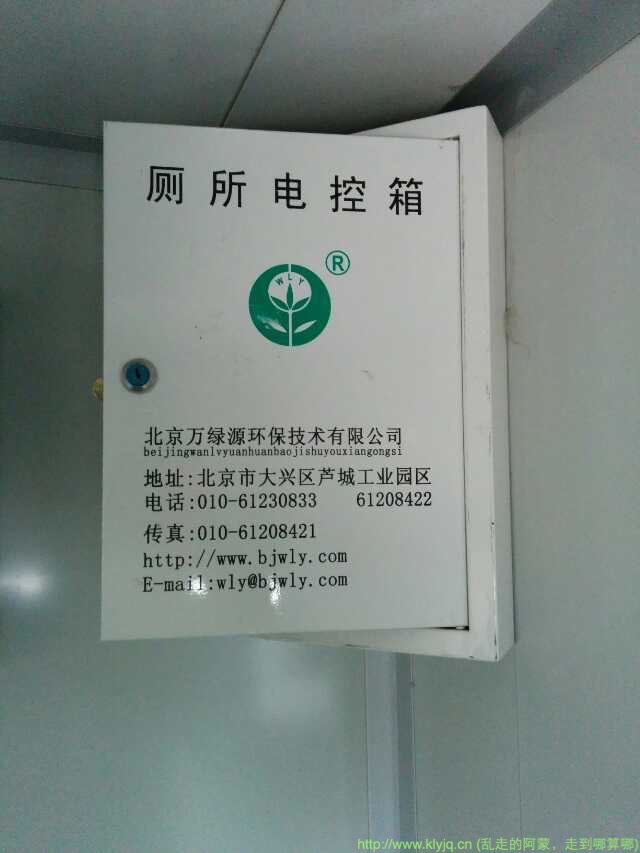 厕所电控箱
®
WLY
北京万绿源环保技术有限公司
beijingwanlvyuanhuanbaojishuyouxiangongsi
地址:北京市大兴区芦城工业园区
电话:010-61230833 61208422
传真:010-61208421
http://www.bjwly.com
E-mail:wly@bjwly.com
http://www.klyjq.cn (乱走的阿蒙，走到哪算哪)